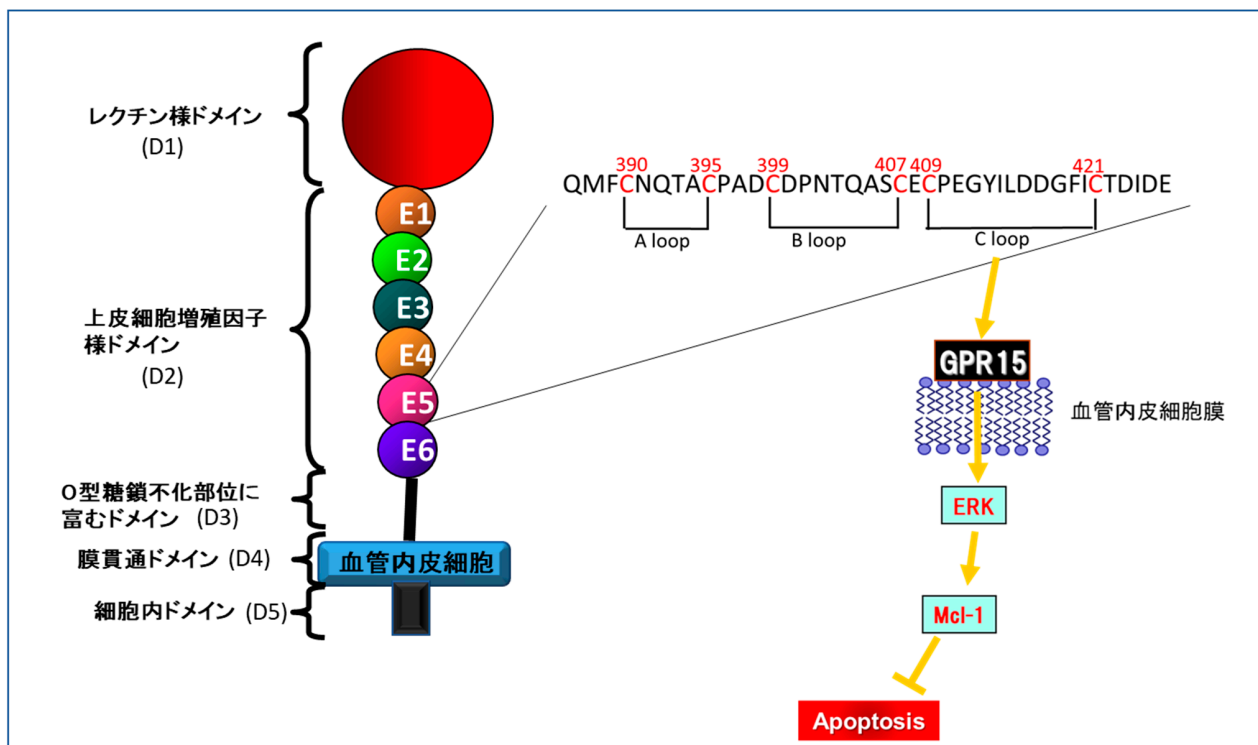 レクチン様ドメイン
(D1)
上皮細胞増殖因子
様ドメイン
(D2)
O型糖鎖不化部位に
富むドメイン (D3)
膜貫通ドメイン (D4)
細胞内ドメイン (D5)
E1
E2
E3
E4
E5
E6
血管内皮細胞
390 395 399 407 409 421
QMFCNQTACPADCDPNTQASCECPEGYILDDGFICTDIDE
A loop B loop C loop
GPR15
血管内皮細胞膜
ERK
Mcl-1
Apoptosis